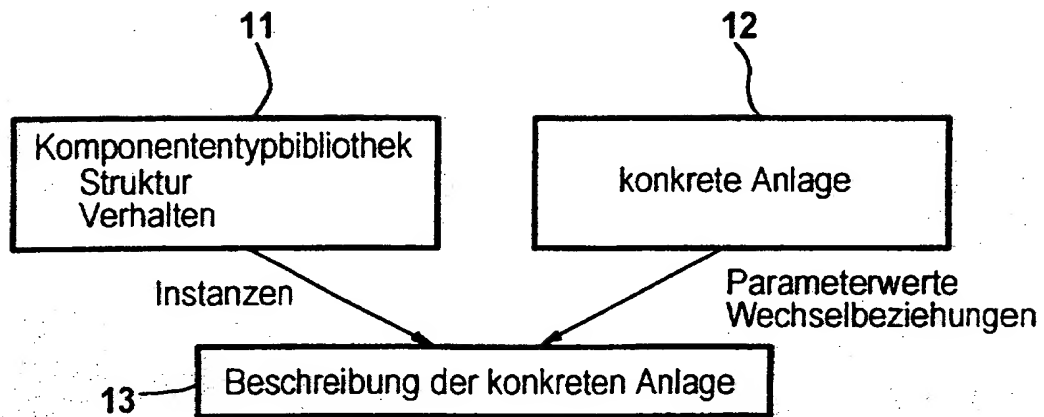 11
12
Komponententypbibliothek
Struktur
Verhalten
konkrete Anlage
Instanzen
Parameterwerte
Wechselbeziehungen
13
Beschreibung der konkreten Anlage